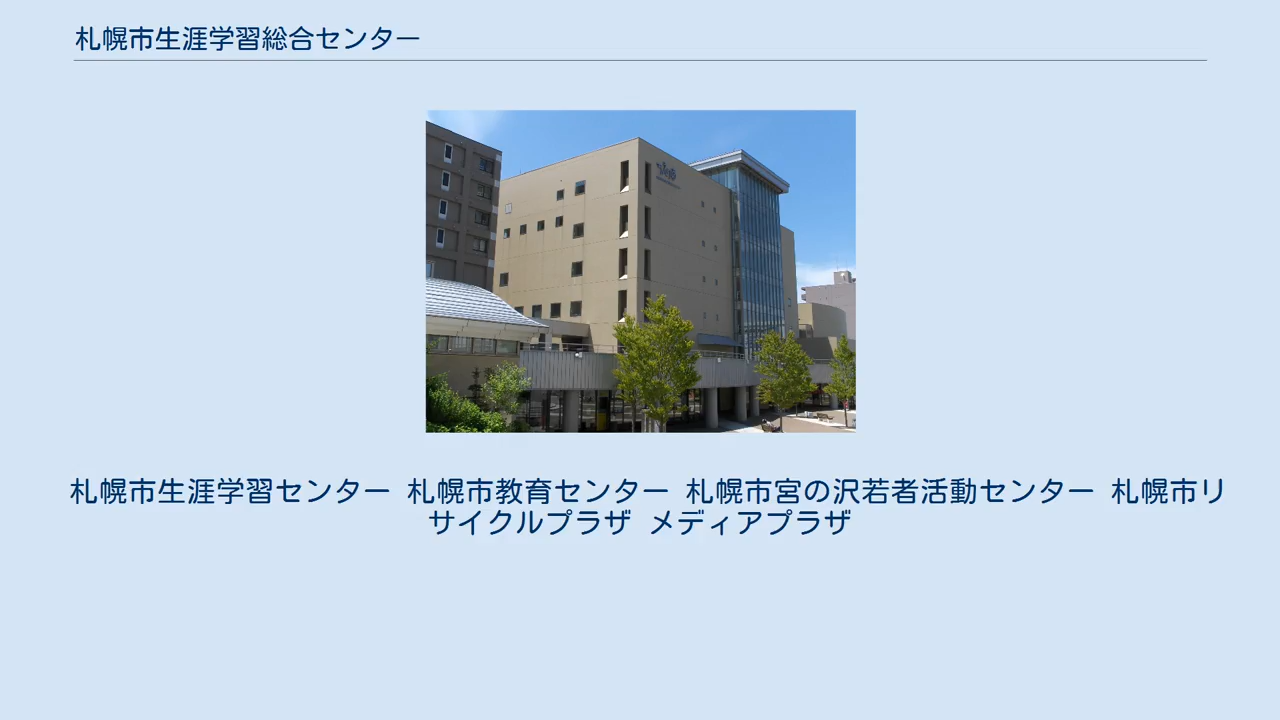 札幌市生涯学習総合センター
札幌市生涯学習センター 札幌市教育センター 札幌市宮の沢若者活動センター 札幌市リ
サイクルプラザ メディアプラザ